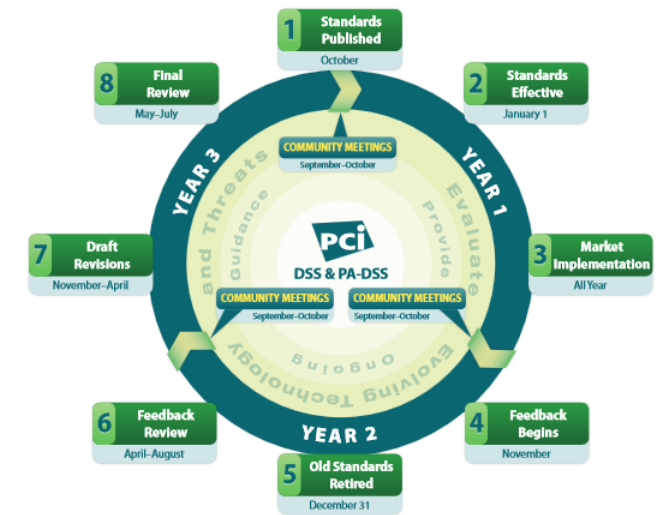 1
Standards
Published
October
2
Standards
Effective
January 1
3
Market
Implementation
All Year
4
Feedback
Begins
November
5
Old Standards
Retired
December 31
6
Feedback
Review
April–August
7
Draft
Revisions
November–April
8
Final
Review
May–July
YEAR 1
YEAR 2
YEAR 3
COMMUNITY MEETINGS
September–October
COMMUNITY MEETINGS
September–October
COMMUNITY MEETINGS
September–October
Evaluate
Evolving Technology
and Threats
Provide
Ongoing
Guidance
PCi
DSS & PA-DSS